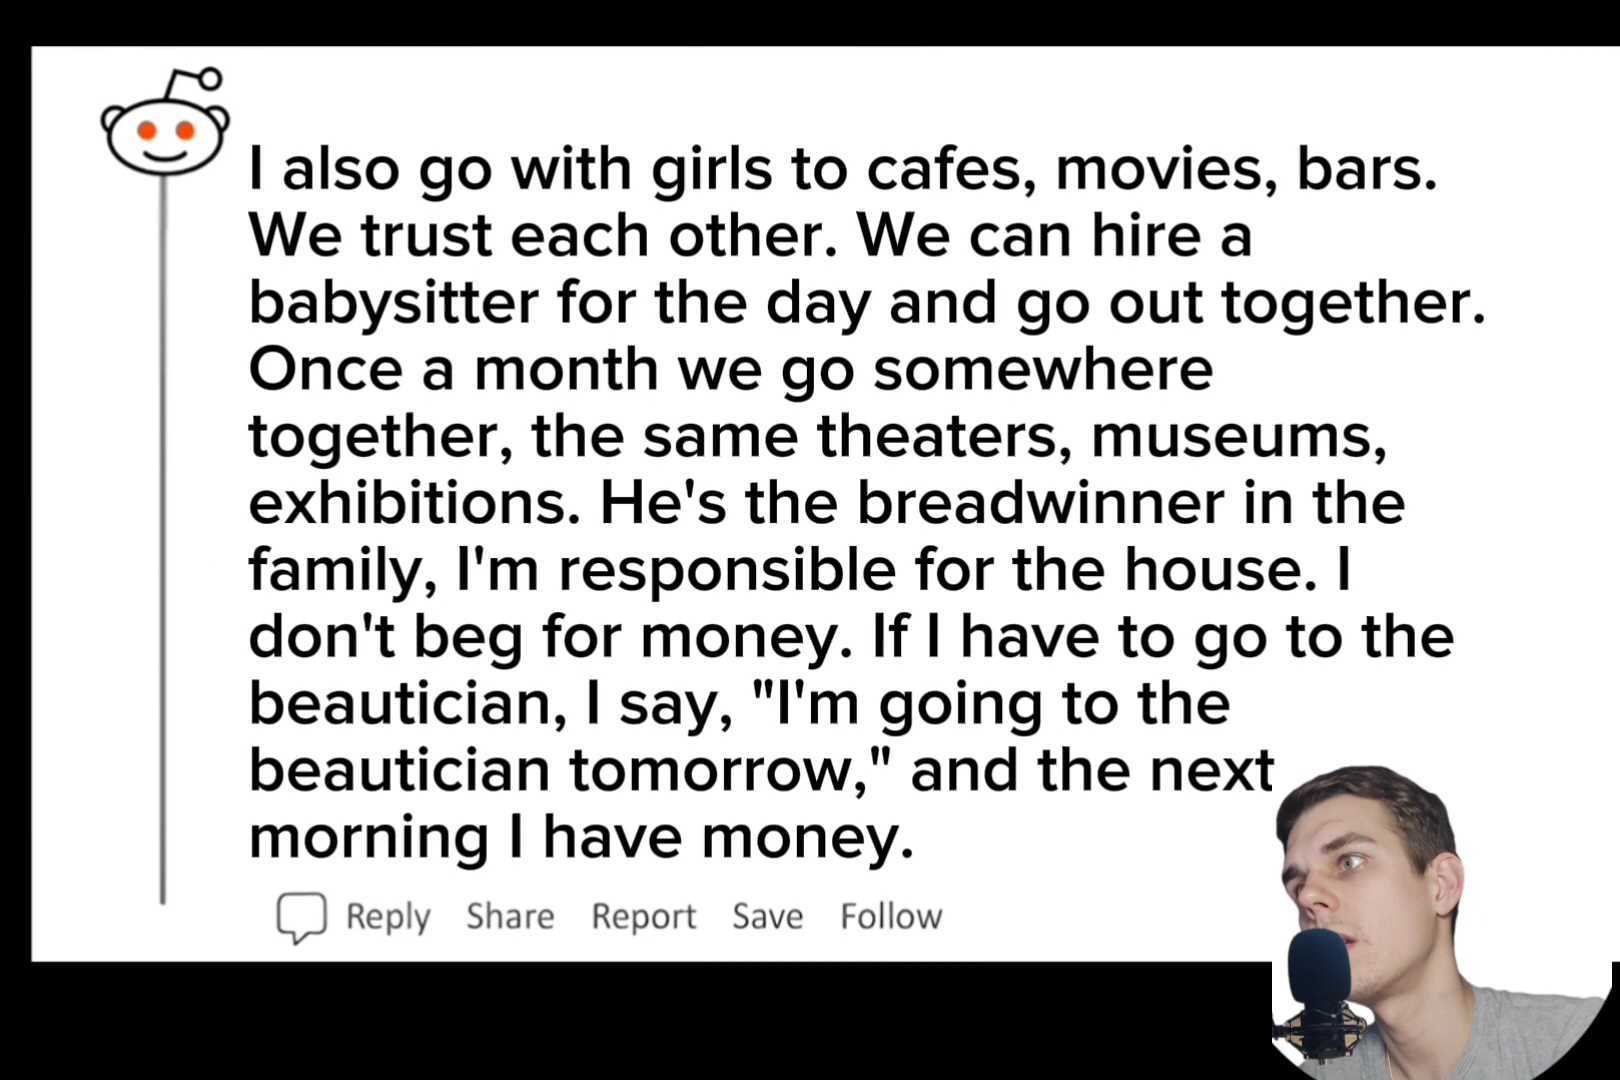 I also go with girls to cafes, movies, bars.
We trust each other. We can hire a
babysitter for the day and go out together.
Once a month we go somewhere
together, the same theaters, museums,
exhibitions. He's the breadwinner in the
family, I'm responsible for the house. I
don't beg for money. If I have to go to the
beautician, I say, "I'm going to the
beautician tomorrow," and the next
morning I have money.
Reply Share Report Save Follow